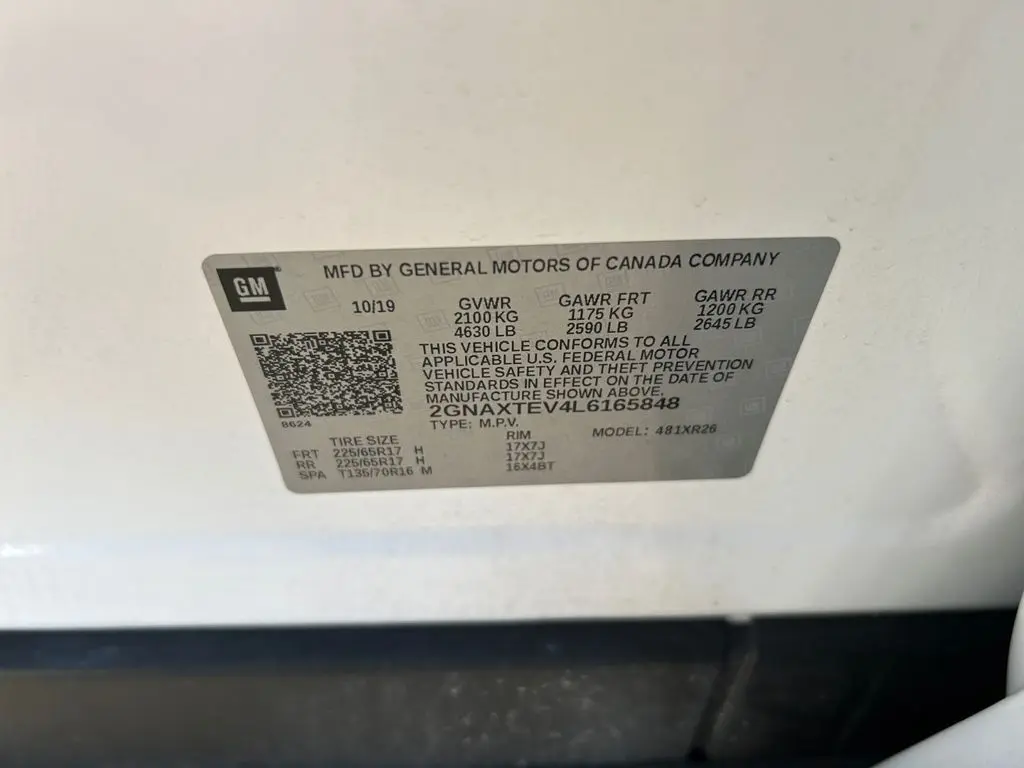 GM
MFD BY GENERAL MOTORS OF CANADA COMPANY
10/19 GVWR GAWR FRT GAWR RR
2100 KG 1175 KG 1200 KG
4630 LB 2590 LB 2645 LB
THIS VEHICLE CONFORMS TO ALL
APPLICABLE U.S. FEDERAL MOTOR
VEHICLE SAFETY AND THEFT PREVENTION
STANDARDS IN EFFECT ON THE DATE OF
MANUFACTURE SHOWN ABOVE.
2GNAXTEV4L6165848
8624
TYPE: M.P.V. MODEL: 481XR26
TIRE SIZE RIM
FRT 225/65R17 H 17X7J
RR 225/65R17 H 17X7J
SPA T135/70R16 M 16X4BT